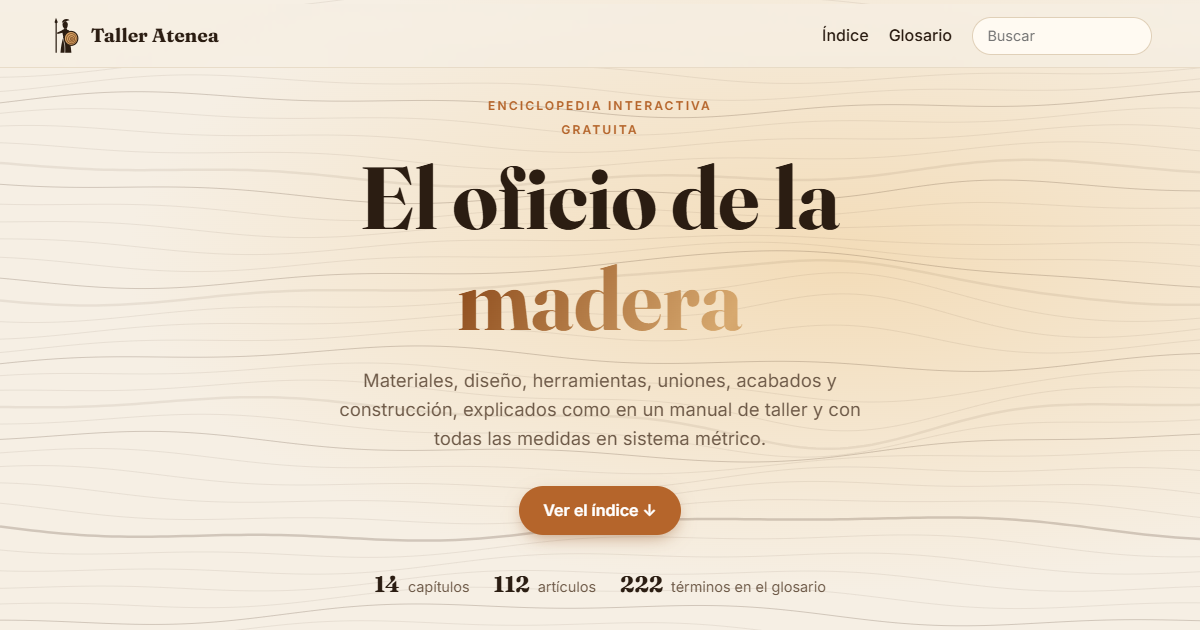 Taller Atenea
Índice
Glosario
Buscar
ENCICLOPEDIA INTERACTIVA
GRATUITA
El oficio de la
madera
Materiales, diseño, herramientas, uniones, acabados y
construcción, explicados como en un manual de taller y con
todas las medidas en sistema métrico.
Ver el índice ↓
14 capítulos
112 artículos
222 términos en el glosario